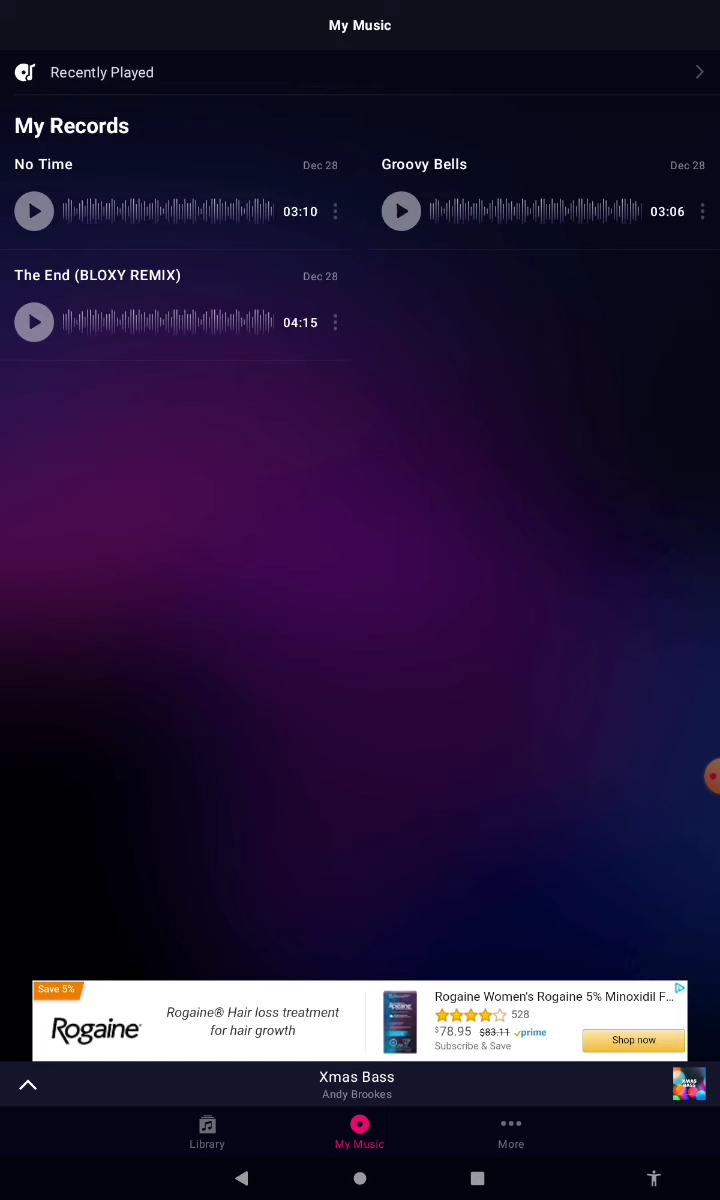 My Music
Recently Played
My Records
No Time
Dec 28
03:10
Groovy Bells
Dec 28
03:06
The End (BLOXY REMIX)
Dec 28
04:15
Save 5%
Rogaine
Rogaine® Hair loss treatment
for hair growth
Rogaine Women's Rogaine 5% Minoxidil F...
528
$78.95 $83.11 prime
Subscribe & Save
Shop now
Xmas Bass
Andy Brookes
XMAS
BASS
Library
My Music
More